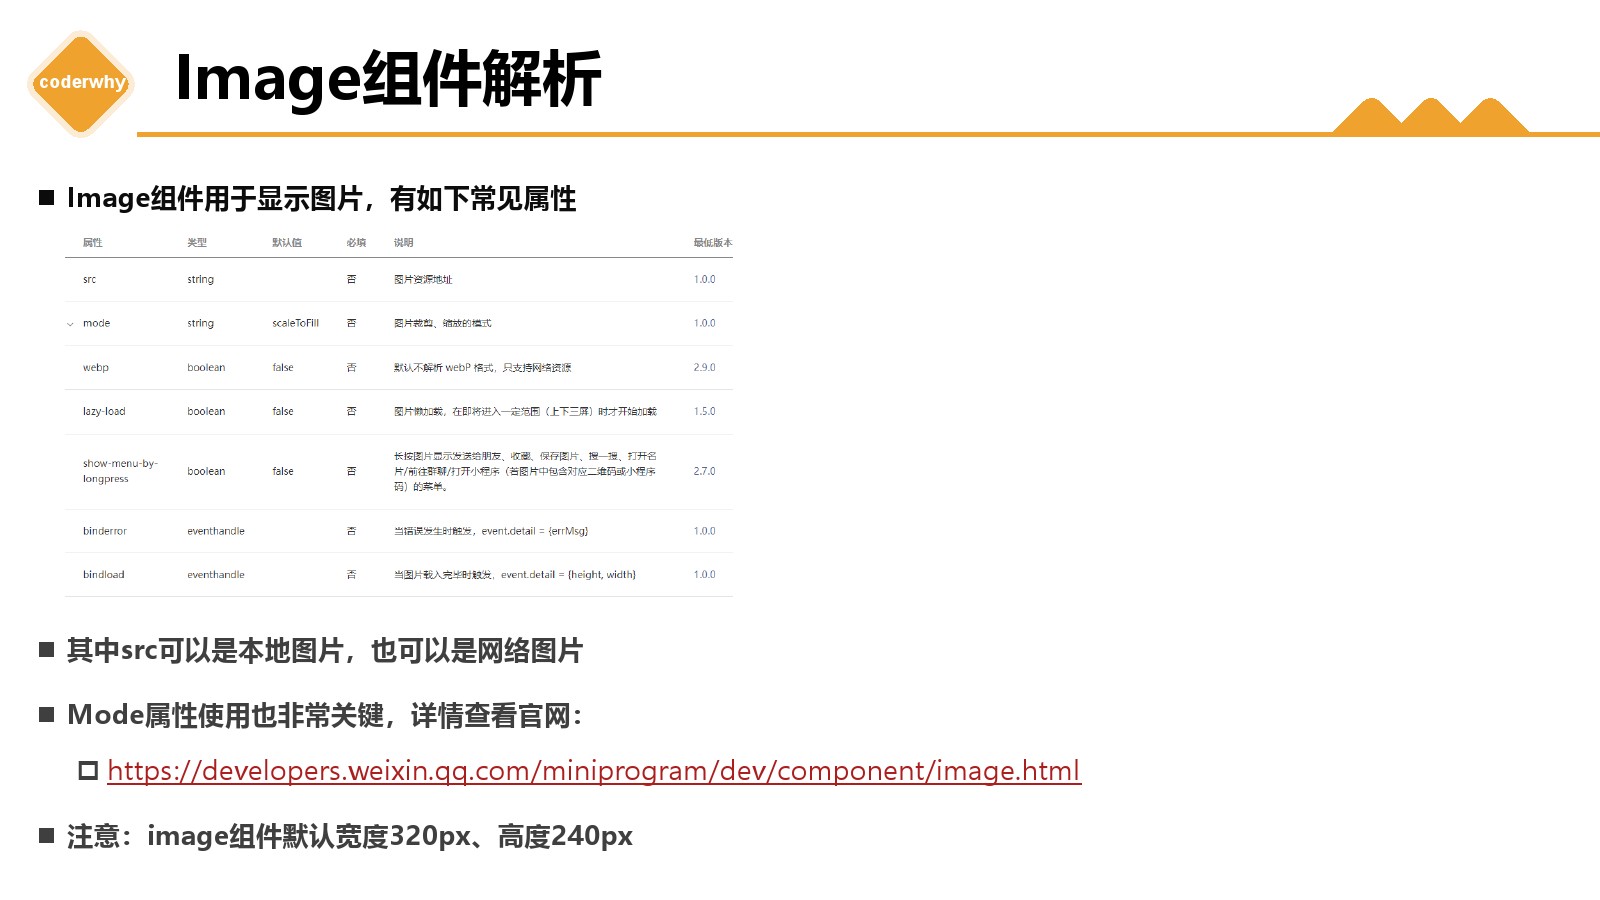 coderwhy
Image组件解析
Image组件用于显示图片，有如下常见属性
属性 类型 默认值 必填 说明 最低版本
src string 否 图片资源地址 1.0.0
mode string scaleToFill 否 图片裁剪、缩放的模式 1.0.0
webp boolean false 否 默认不解析 webP 格式，只支持网络资源 2.9.0
lazy-load boolean false 否 图片懒加载，在即将进入一定范围（上下三屏）时才开始加载 1.5.0
show-menu-by-
longpress
boolean false 否
长按图片显示发送给朋友、收藏、保存图片、搜一搜、打开名
片/前往群聊/打开小程序（若图片中包含对应二维码或小程序
码）的菜单。
2.7.0
binderror eventhandle 否 当错误发生时触发，event.detail = {errMsg} 1.0.0
bindload eventhandle 否 当图片载入完毕时触发，event.detail = {height, width} 1.0.0
其中src可以是本地图片，也可以是网络图片
Mode属性使用也非常关键，详情查看官网：
https://developers.weixin.qq.com/miniprogram/dev/component/image.html
注意：image组件默认宽度320px、高度240px